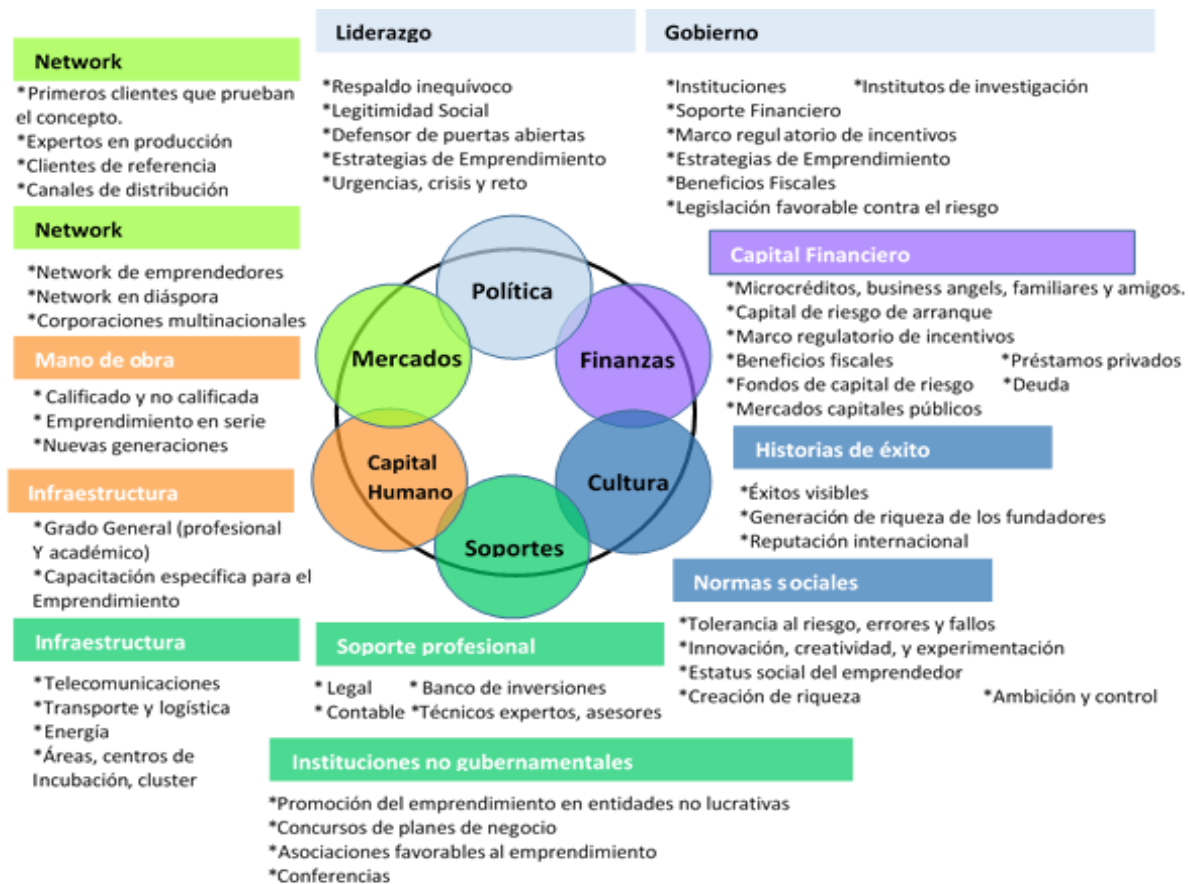 Liderazgo
Gobierno
Network
*Primeros clientes que prueban
el concepto.
*Expertos en producción
*Clientes de referencia
*Canales de distribución
*Respaldo inequívoco
*Legitimidad Social
*Defensor de puertas abiertas
*Estrategias de Emprendimiento
*Urgencias, crisis y reto
*Instituciones *Institutos de investigación
*Soporte Financiero
*Marco regulatorio de incentivos
*Estrategias de Emprendimiento
*Beneficios Fiscales
*Legislación favorable contra el riesgo
Network
*Network de emprendedores
*Network en diáspora
*Corporaciones multinacionales
Mano de obra
* Calificado y no calificada
* Emprendimiento en serie
*Nuevas generaciones
Infraestructura
*Grado General (profesional
Y académico)
*Capacitación específica para el
Emprendimiento
Infraestructura
*Telecomunicaciones
*Transporte y logística
*Energía
*Áreas, centros de
Incubación, cluster
Política
Mercados
Finanzas
Capital
Humano
Cultura
Soportes
Capital Financiero
*Microcréditos, business angels, familiares y amigos.
*Capital de riesgo de arranque
*Marco regulatorio de incentivos
*Beneficios fiscales *Préstamos privados
*Fondos de capital de riesgo *Deuda
*Mercados capitales públicos
Historias de éxito
*Éxitos visibles
*Generación de riqueza de los fundadores
*Reputación internacional
Normas sociales
*Tolerancia al riesgo, errores y fallos
*Innovación, creatividad, y experimentación
*Estatus social del emprendedor
*Creación de riqueza *Ambición y control
Soporte profesional
* Legal * Banco de inversiones
* Contable *Técnicos expertos, asesores
Instituciones no gubernamentales
*Promoción del emprendimiento en entidades no lucrativas
*Concursos de planes de negocio
*Asociaciones favorables al emprendimiento
*Conferencias